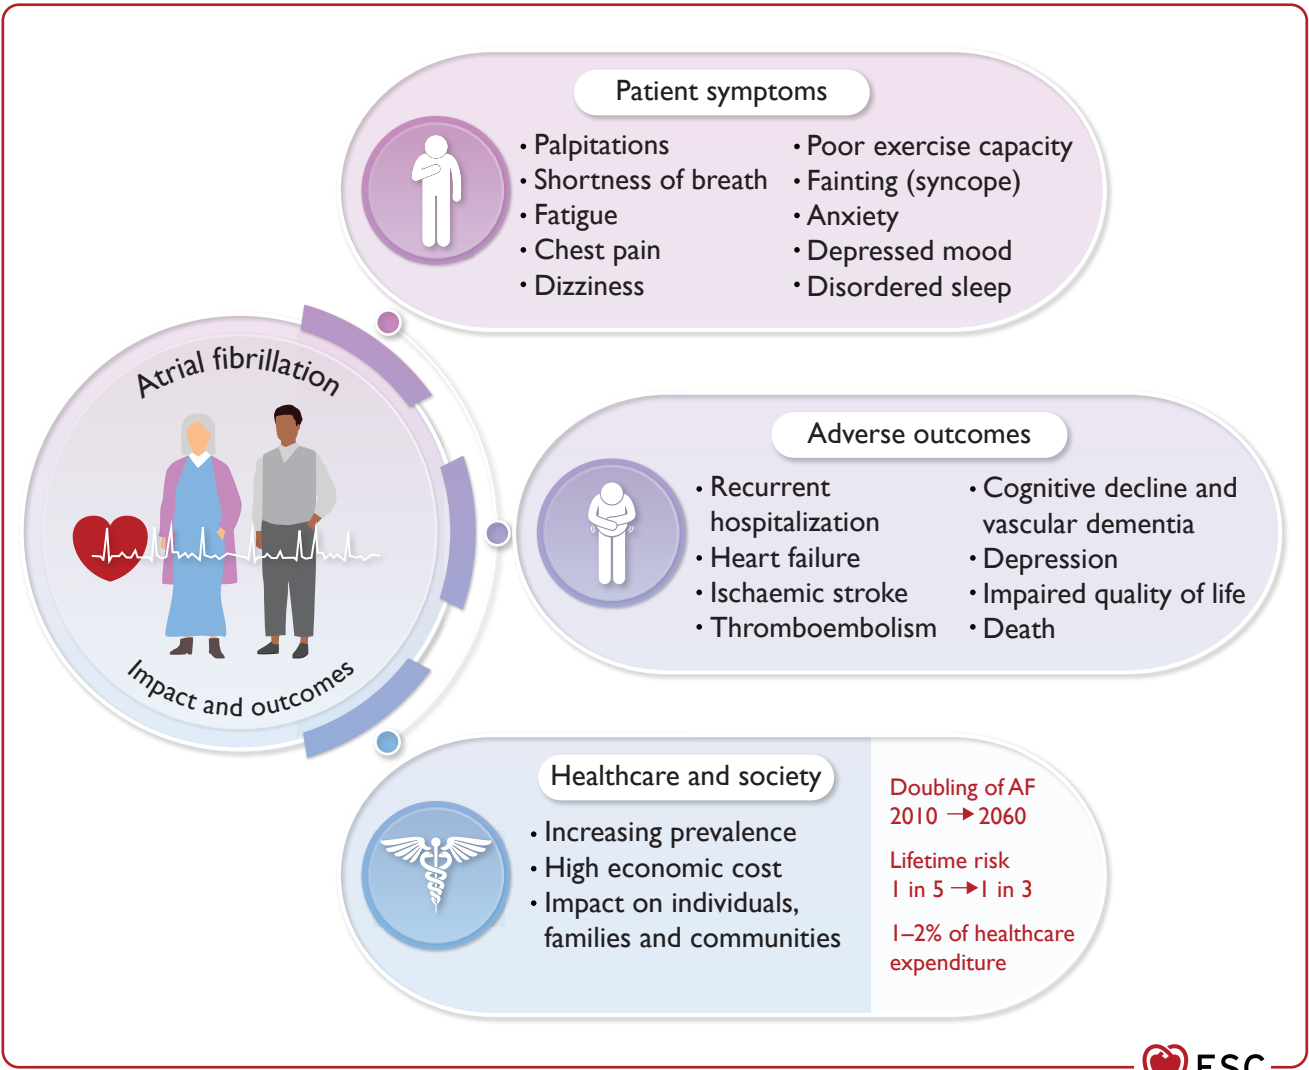 Patient symptoms
• Palpitations
• Shortness of breath
• Fatigue
• Chest pain
• Dizziness
• Poor exercise capacity
• Fainting (syncope)
• Anxiety
• Depressed mood
• Disordered sleep
Atrial fibrillation
Impact and outcomes
Adverse outcomes
• Recurrent
hospitalization
• Heart failure
• Ischaemic stroke
• Thromboembolism
• Cognitive decline and
vascular dementia
• Depression
• Impaired quality of life
• Death
Healthcare and society
• Increasing prevalence
• High economic cost
• Impact on individuals,
families and communities
Doubling of AF
2010 → 2060
Lifetime risk
1 in 5 → 1 in 3
1–2% of healthcare
expenditure
ESC